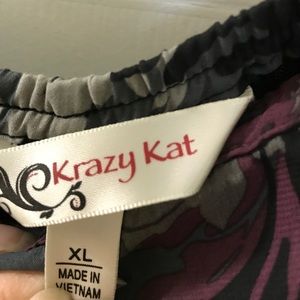 Krazy Kat
XL
MADE IN
VIETNAM